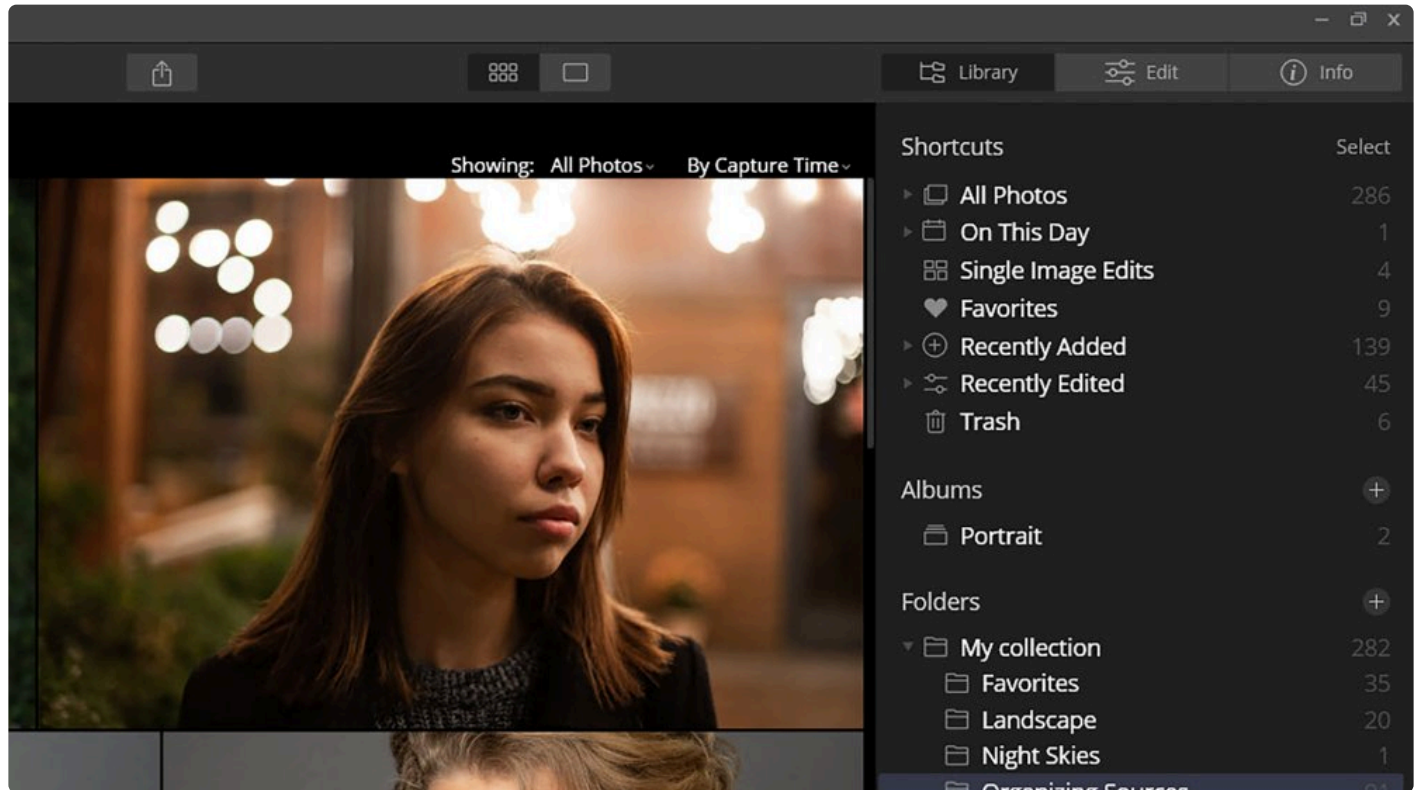 Library Edit Info
Showing: All Photos By Capture Time
Shortcuts Select
All Photos 286
On This Day 1
Single Image Edits 4
Favorites 9
Recently Added 139
Recently Edited 45
Trash 6
Albums
Portrait 2
Folders
My collection 282
Favorites 35
Landscape 20
Night Skies 1
Organizing Sources